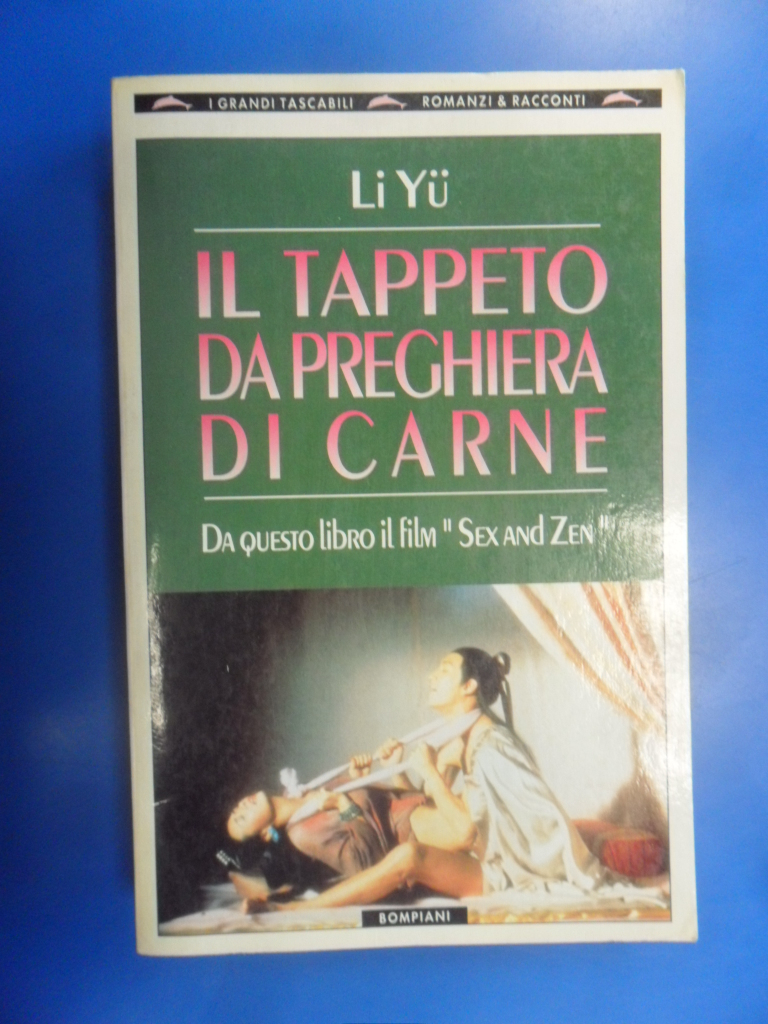 I GRANDI TASCABILI ROMANZI & RACCONTI
Li Yü
IL TAPPETO
DA PREGHIERA
DI CARNE
DA QUESTO libRO il filM " SEX ANd ZEN "
BOMPIANI